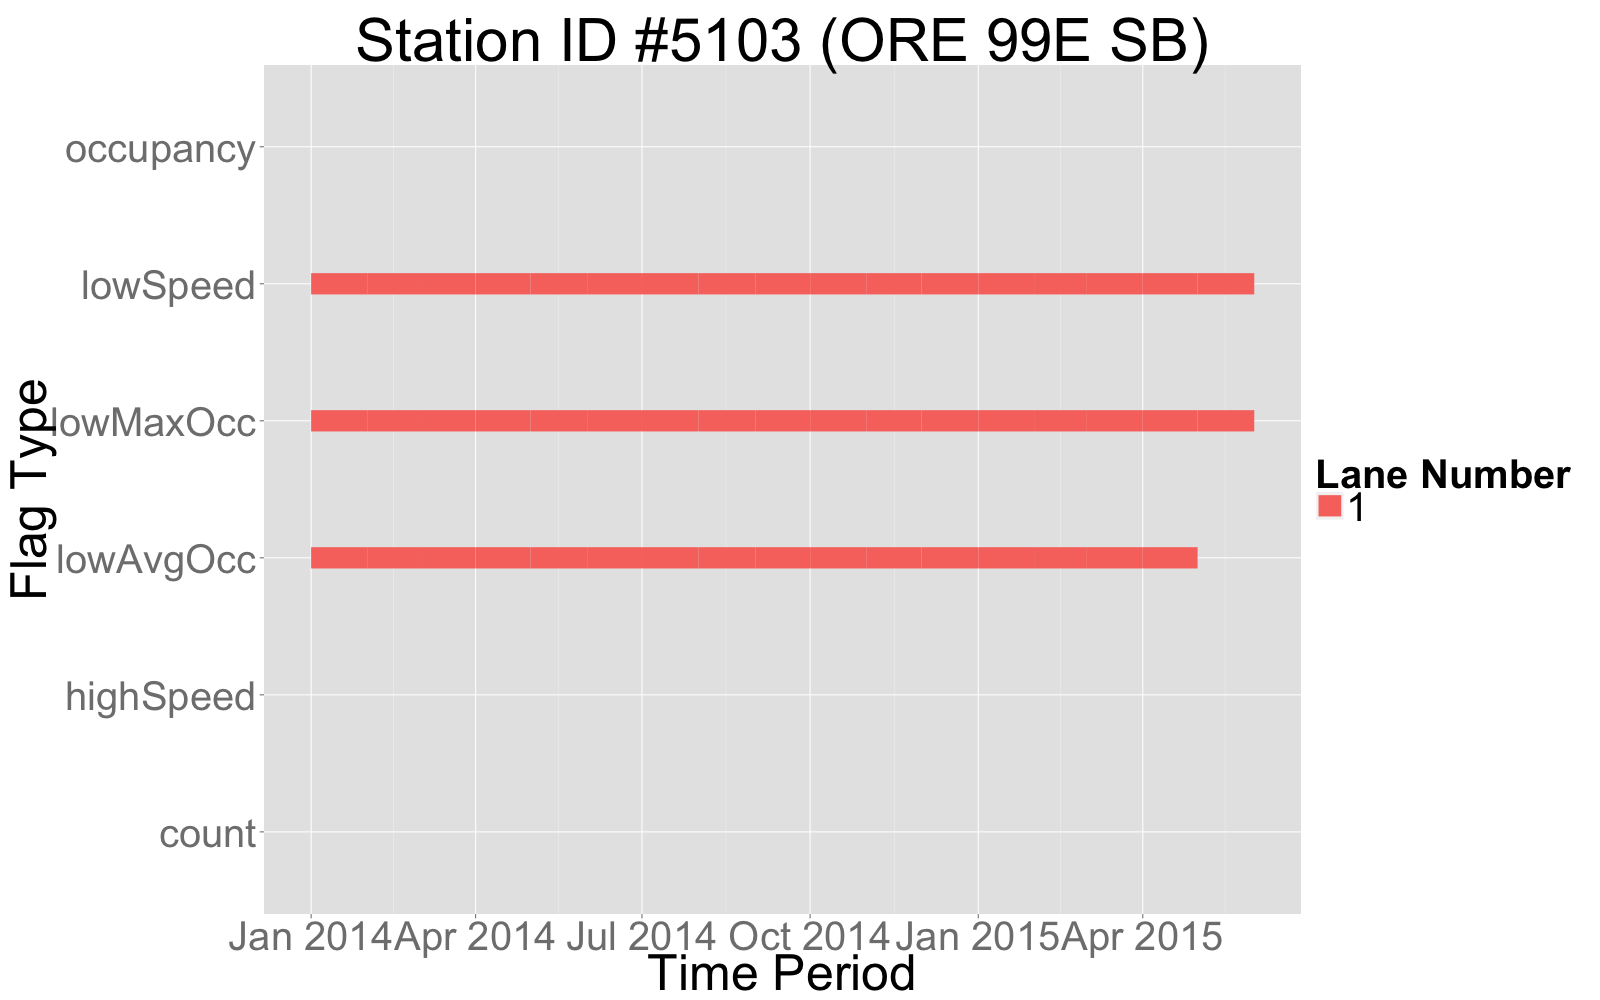 Station ID #5103 (ORE 99E SB)
occupancy
lowSpeed
lowMaxOcc
lowAvgOcc
highSpeed
count
Flag Type
Jan 2014 Apr 2014 Jul 2014 Oct 2014 Jan 2015 Apr 2015
Time Period
Lane Number
1